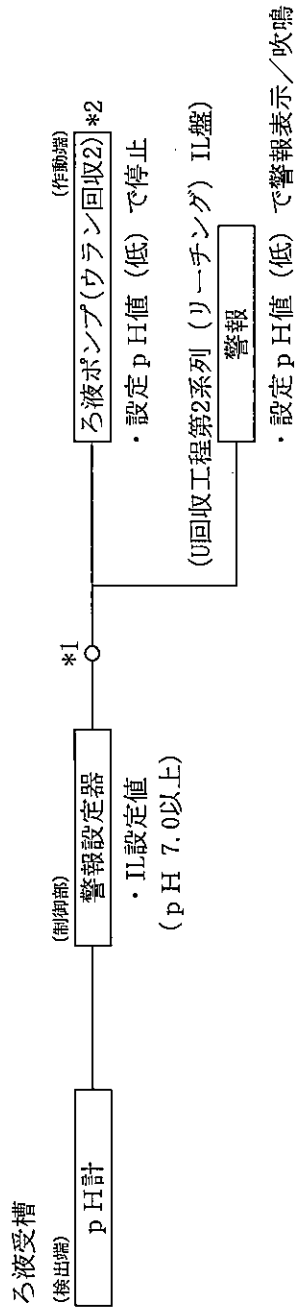 ろ液受槽
(検出端)
pH計
(制御部)
警報設定器
・IL設定値
(pH 7.0以上)
*1
(作動端)
ろ液ポンプ(ウラン回収2) *2
・設定pH値(低)で停止
(U回収工程第2系列(リーチング)IL盤)
警報
・設定pH値(低)で警報表示/吹鳴